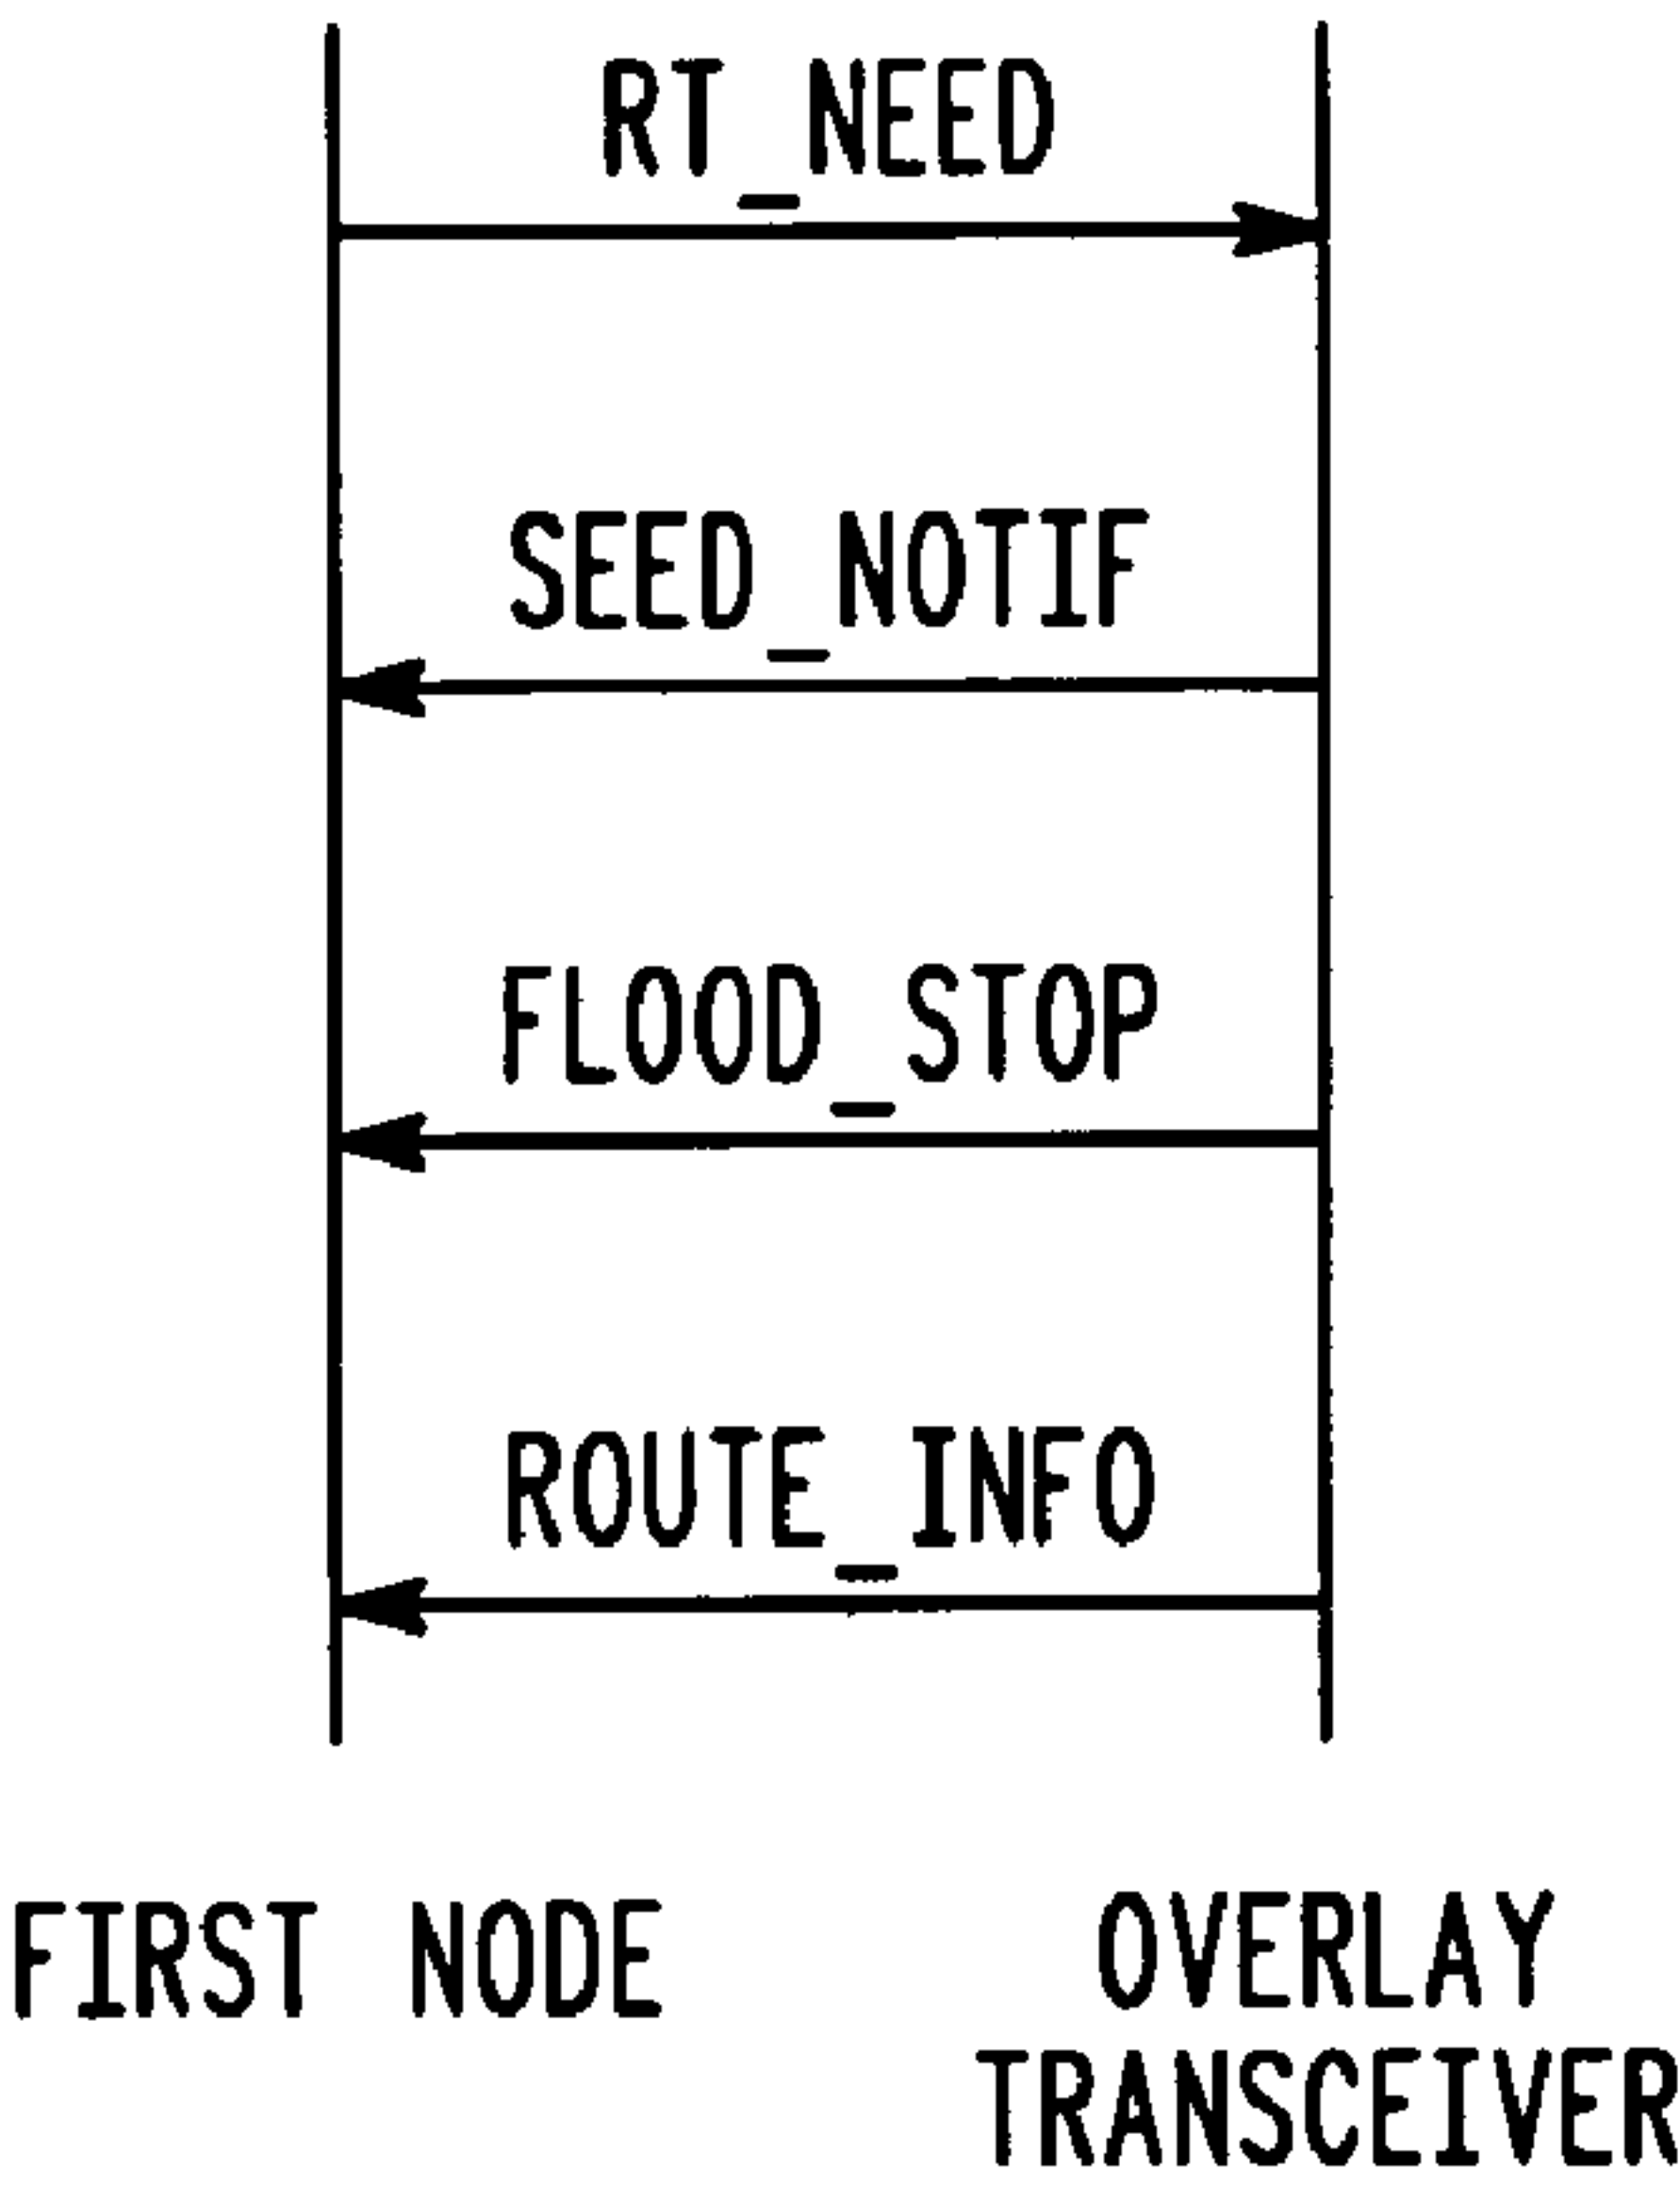 RT_NEED
SEED_NOTIF
FLOOD_STOP
ROUTE_INFO
FIRST NODE
OVERLAY
TRANSCEIVER